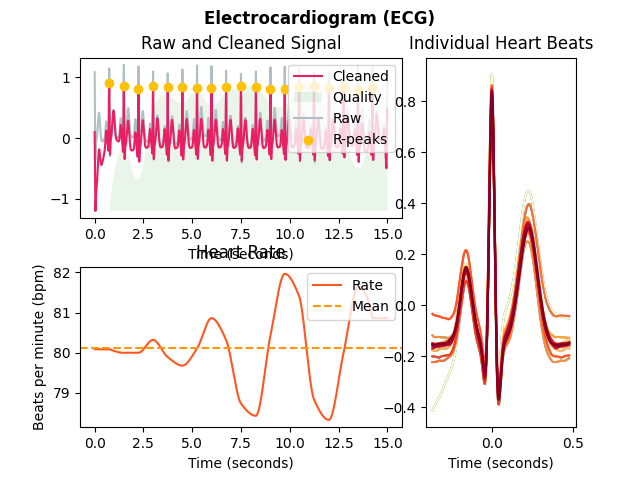 Electrocardiogram (ECG)
Raw and Cleaned Signal
1
0
−1
Cleaned
Quality
Raw
R-peaks
0.0 2.5 5.0 7.5 10.0 12.5 15.0
Time (seconds)
Heart Rate
82
81
80
79
Beats per minute (bpm)
Rate
Mean
0.0 2.5 5.0 7.5 10.0 12.5 15.0
Time (seconds)
Individual Heart Beats
0.8
0.6
0.4
0.2
0.0
−0.2
−0.4
0.0 0.5
Time (seconds)